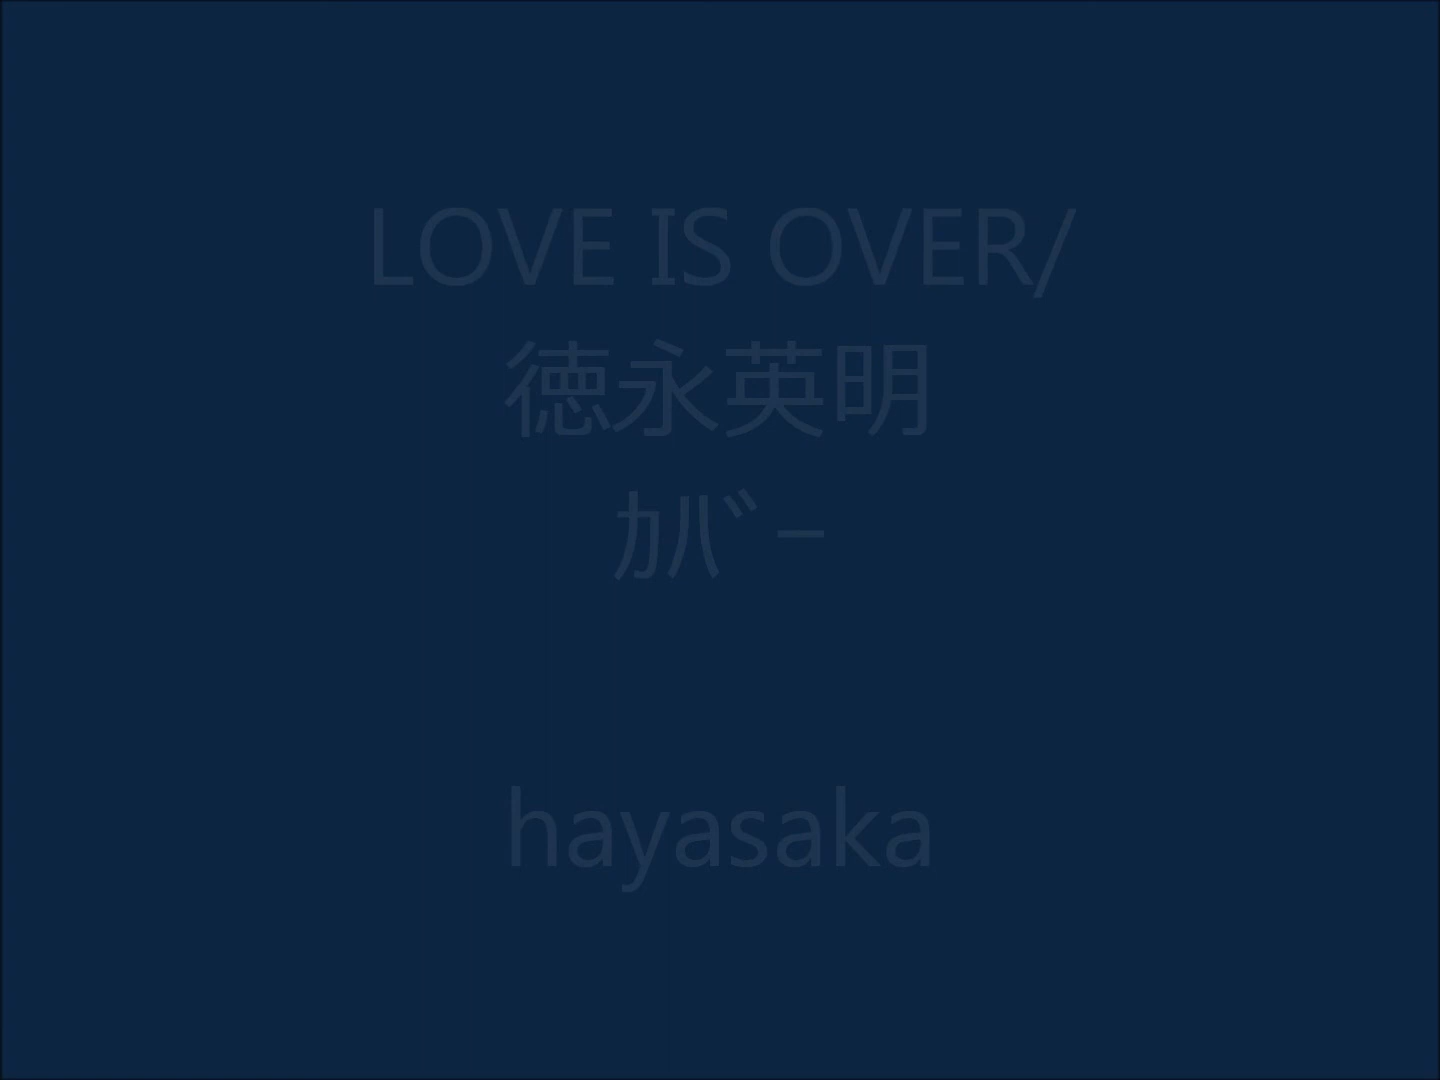 LOVE IS OVER/
徳永英明
ｶﾊﾞｰ
hayasaka